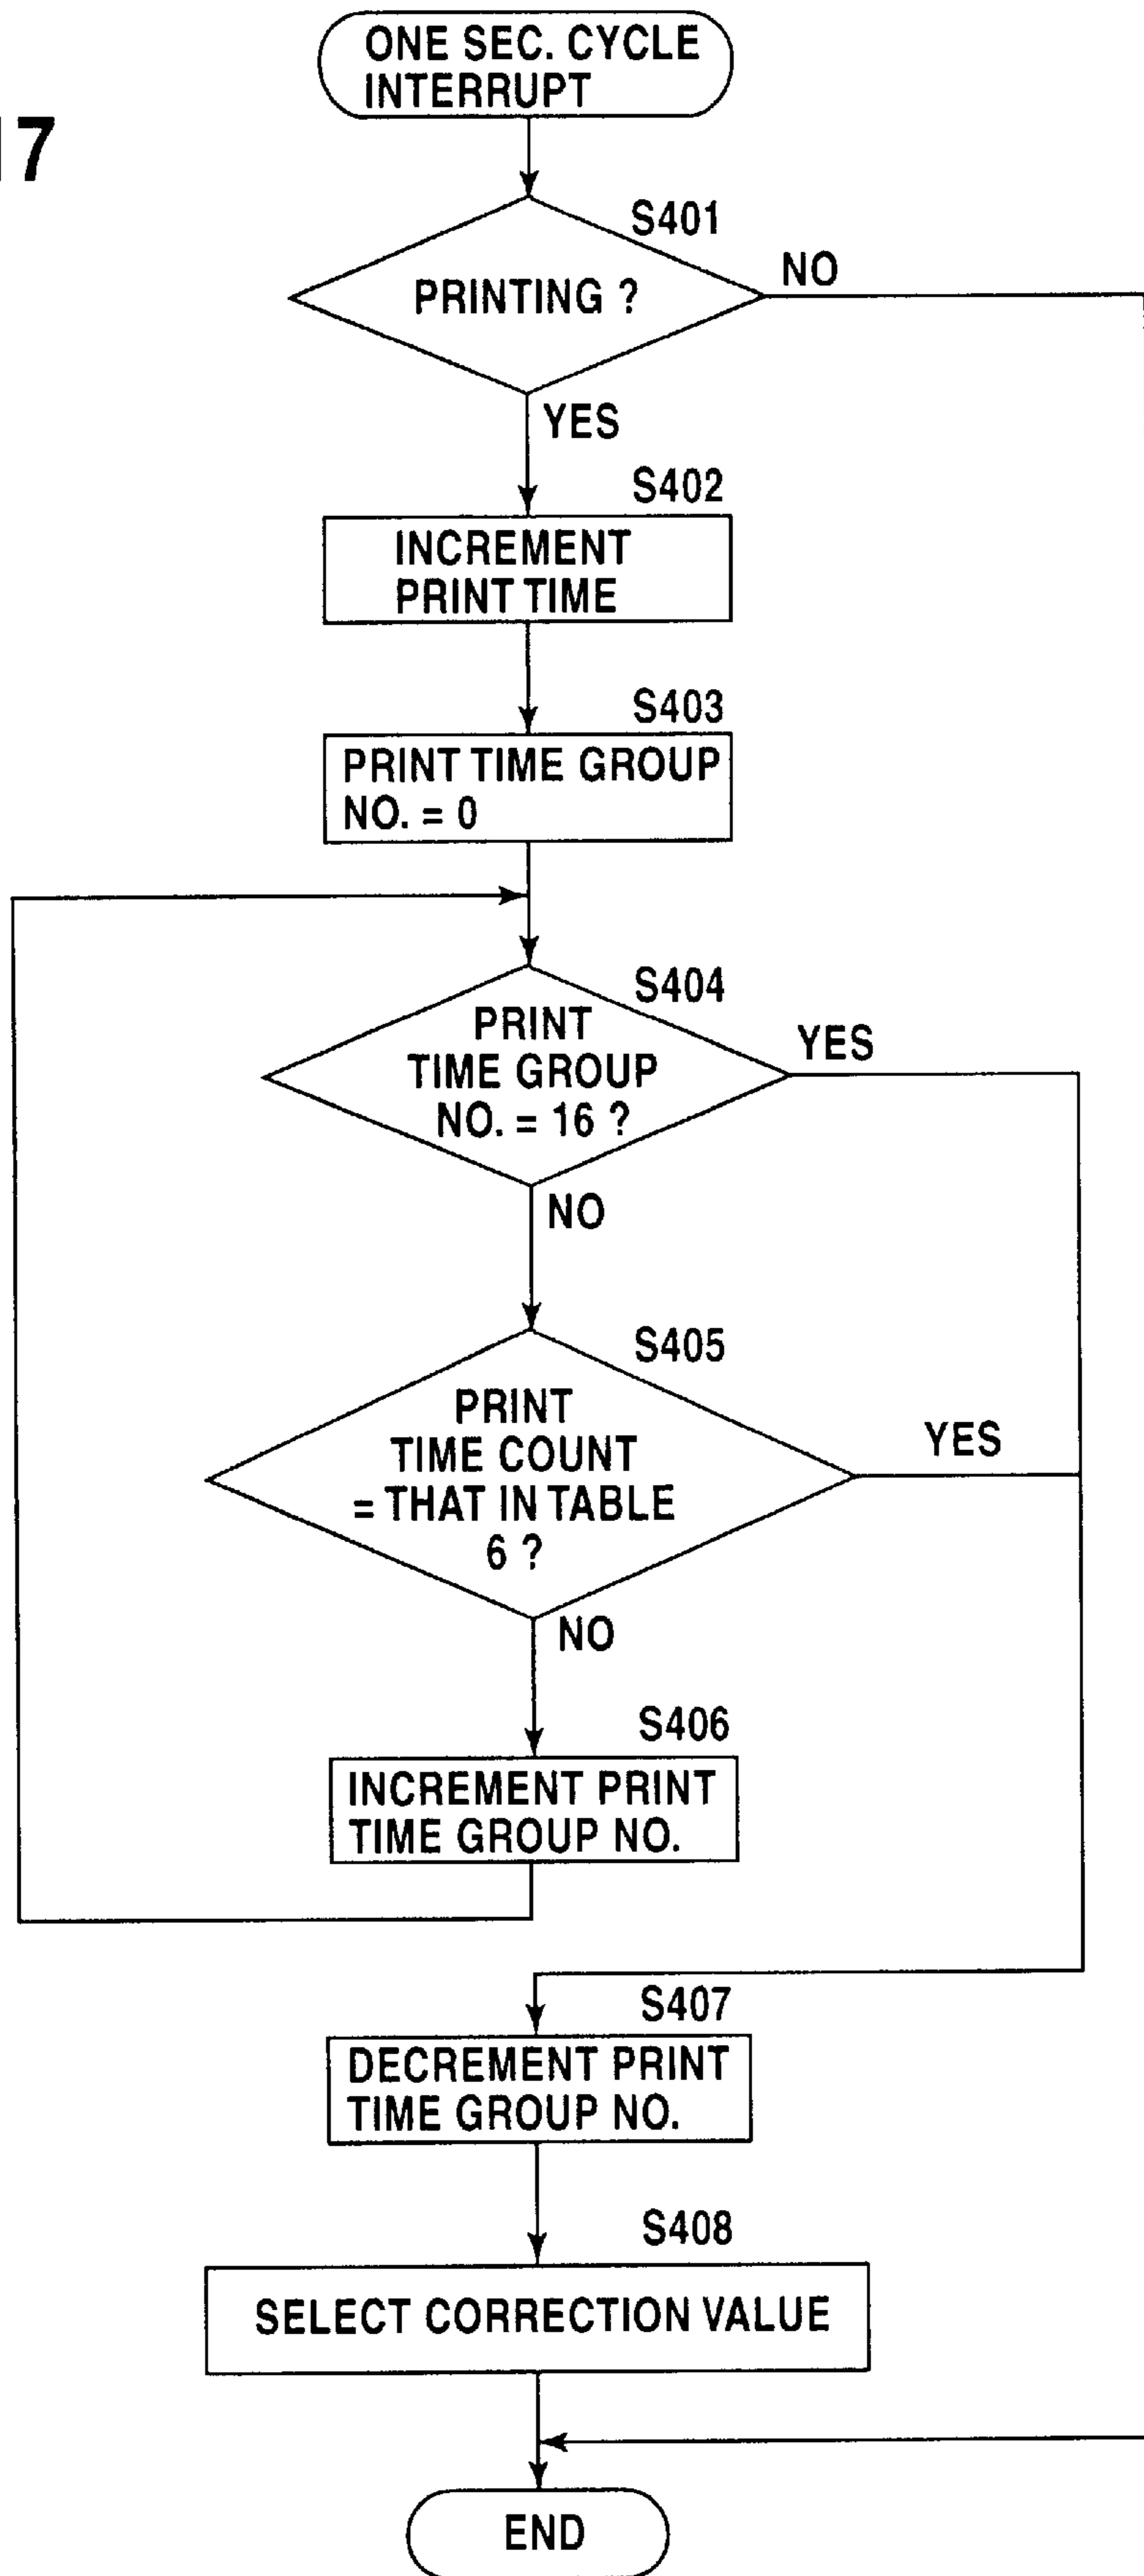 17
ONE SEC. CYCLE
INTERRUPT
S401
PRINTING ?
NO
YES
S402
INCREMENT
PRINT TIME
S403
PRINT TIME GROUP
NO. = 0
S404
PRINT
TIME GROUP
NO. = 16 ?
YES
NO
S405
PRINT
TIME COUNT
= THAT IN TABLE
6 ?
YES
NO
S406
INCREMENT PRINT
TIME GROUP NO.
S407
DECREMENT PRINT
TIME GROUP NO.
S408
SELECT CORRECTION VALUE
END